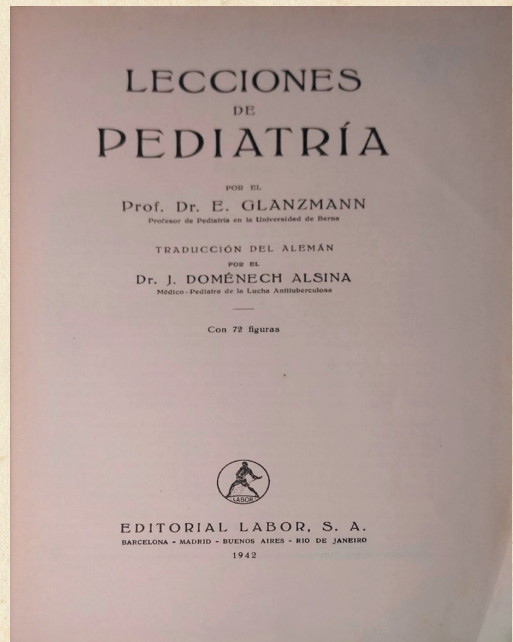 LECCIONES
DE
PEDIATRÍA
POR EL
Prof. Dr. E. GLANZMANN
Profesor de Pediatría en la Universidad de Berna
TRADUCCIÓN DEL ALEMÁN
POR EL
Dr. J. DOMÉNECH ALSINA
Médico-Pediatra de la Lucha Antituberculosa
Con 72 figuras
LABOR
EDITORIAL LABOR, S. A.
BARCELONA - MADRID - BUENOS AIRES - RIO DE JANEIRO
1942